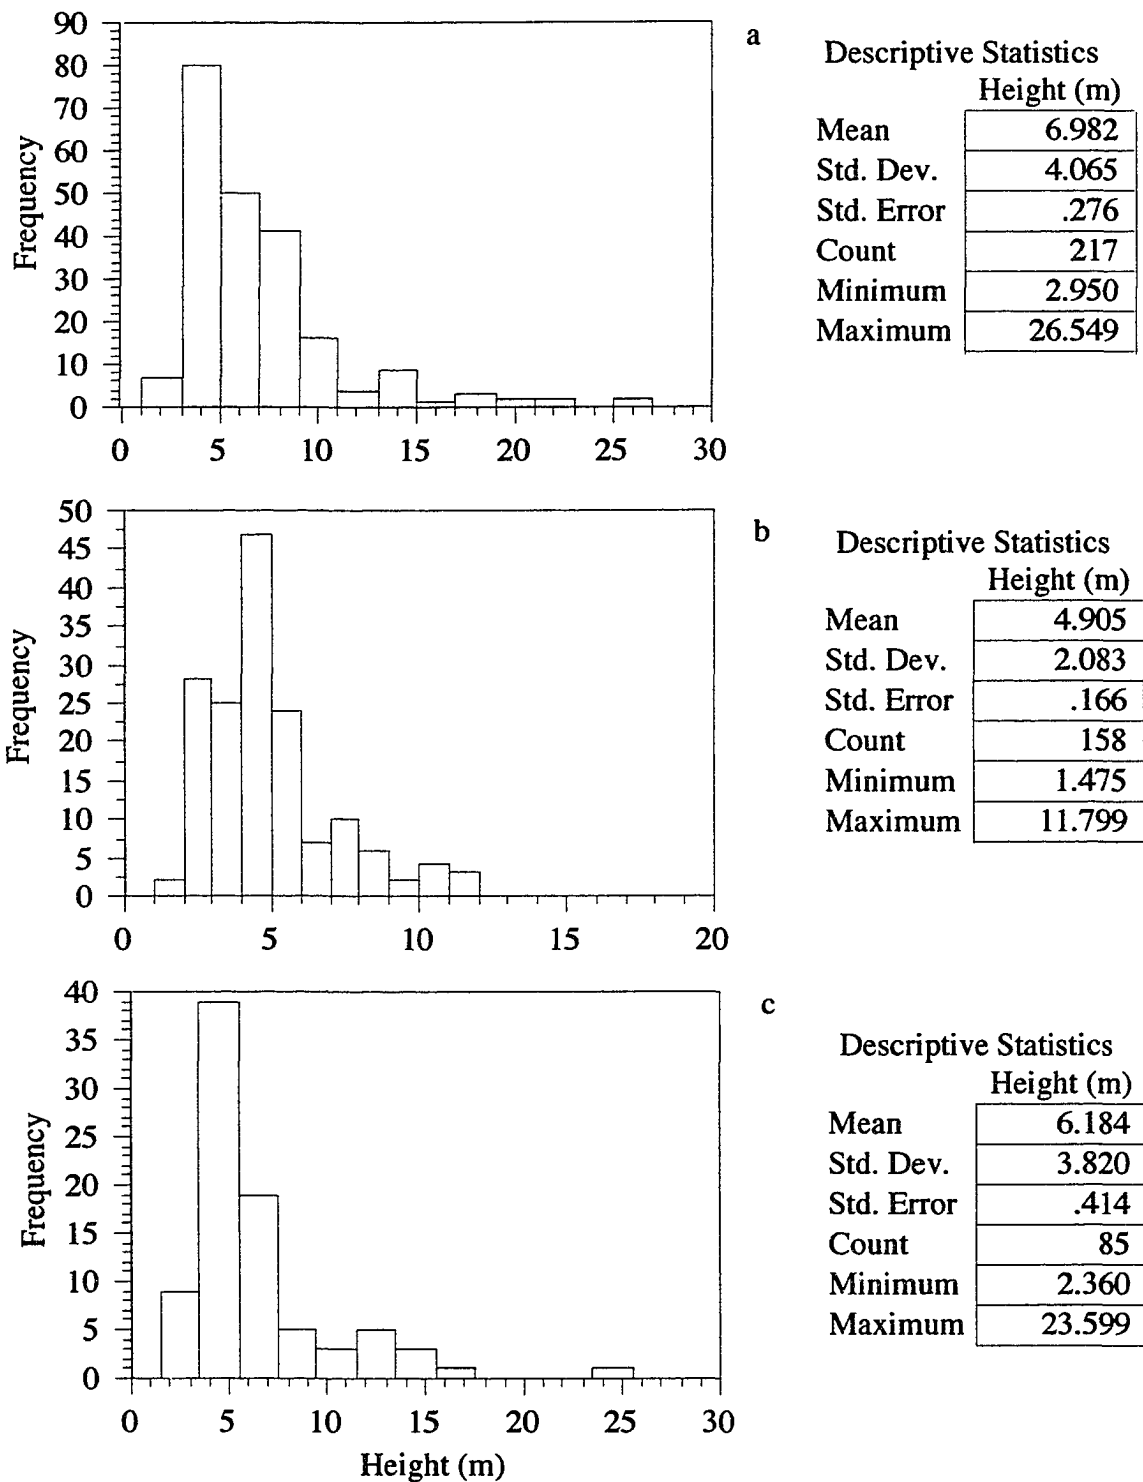 a
Descriptive Statistics
Height (m)
Mean 6.982
Std. Dev. 4.065
Std. Error .276
Count 217
Minimum 2.950
Maximum 26.549
Frequency
90
80
70
60
50
40
30
20
10
0
0 5 10 15 20 25 30
b
Descriptive Statistics
Height (m)
Mean 4.905
Std. Dev. 2.083
Std. Error .166
Count 158
Minimum 1.475
Maximum 11.799
Frequency
50
45
40
35
30
25
20
15
10
5
0
0 5 10 15 20
c
Descriptive Statistics
Height (m)
Mean 6.184
Std. Dev. 3.820
Std. Error .414
Count 85
Minimum 2.360
Maximum 23.599
Frequency
40
35
30
25
20
15
10
5
0
0 5 10 15 20 25 30
Height (m)